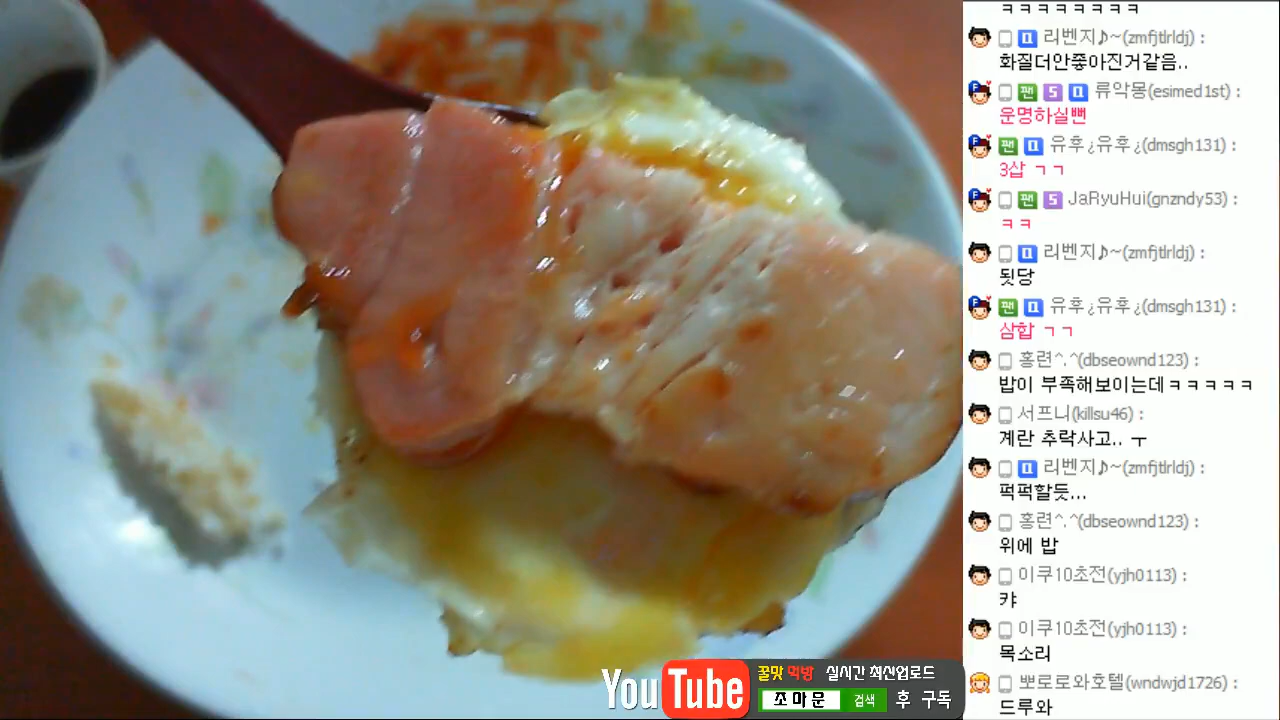 ㅋㅋㅋㅋㅋㅋㅋㅋ
리벤지♪~(zmfjtlrldj) :
화질더안좋아진거같음..
팬 S 류악몽(esimed1st) :
운명하실뻔
팬 유후¿유후¿(dmsgh131) :
3삽 ㄱㄱ
팬 S JaRyuHui(gnzndy53) :
ㅋㅋ
리벤지♪~(zmfjtlrldj) :
됫당
팬 유후¿유후¿(dmsgh131) :
삼합 ㄱㄱ
홍련^.^(dbseownd123) :
밥이 부족해보이는데ㅋㅋㅋㅋㅋ
서프니(killsu46) :
계란 추락사고.. ㅜ
리벤지♪~(zmfjtlrldj) :
퍽퍽할듯...
홍련^.^(dbseownd123) :
위에 밥
이쿠10초전(yjh0113) :
캬
이쿠10초전(yjh0113) :
목소리
뽀로로와호텔(wndwjd1726) :
드루와
YouTube 꿀맛 먹방 실시간 최신업로드
조마문 검색 후 구독